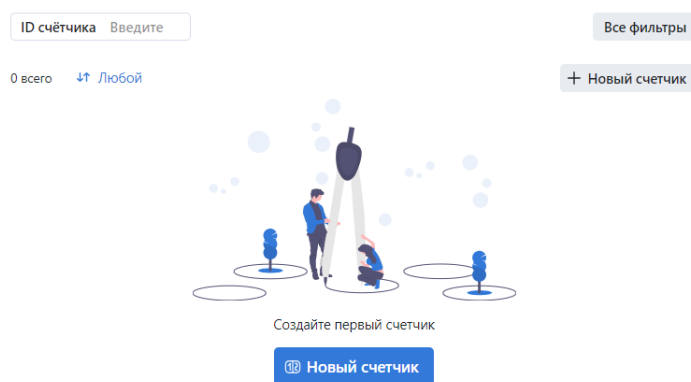 ID счётчика Введите
Все фильтры
0 всего Любой
+ Новый счетчик
Создайте первый счетчик
Новый счетчик